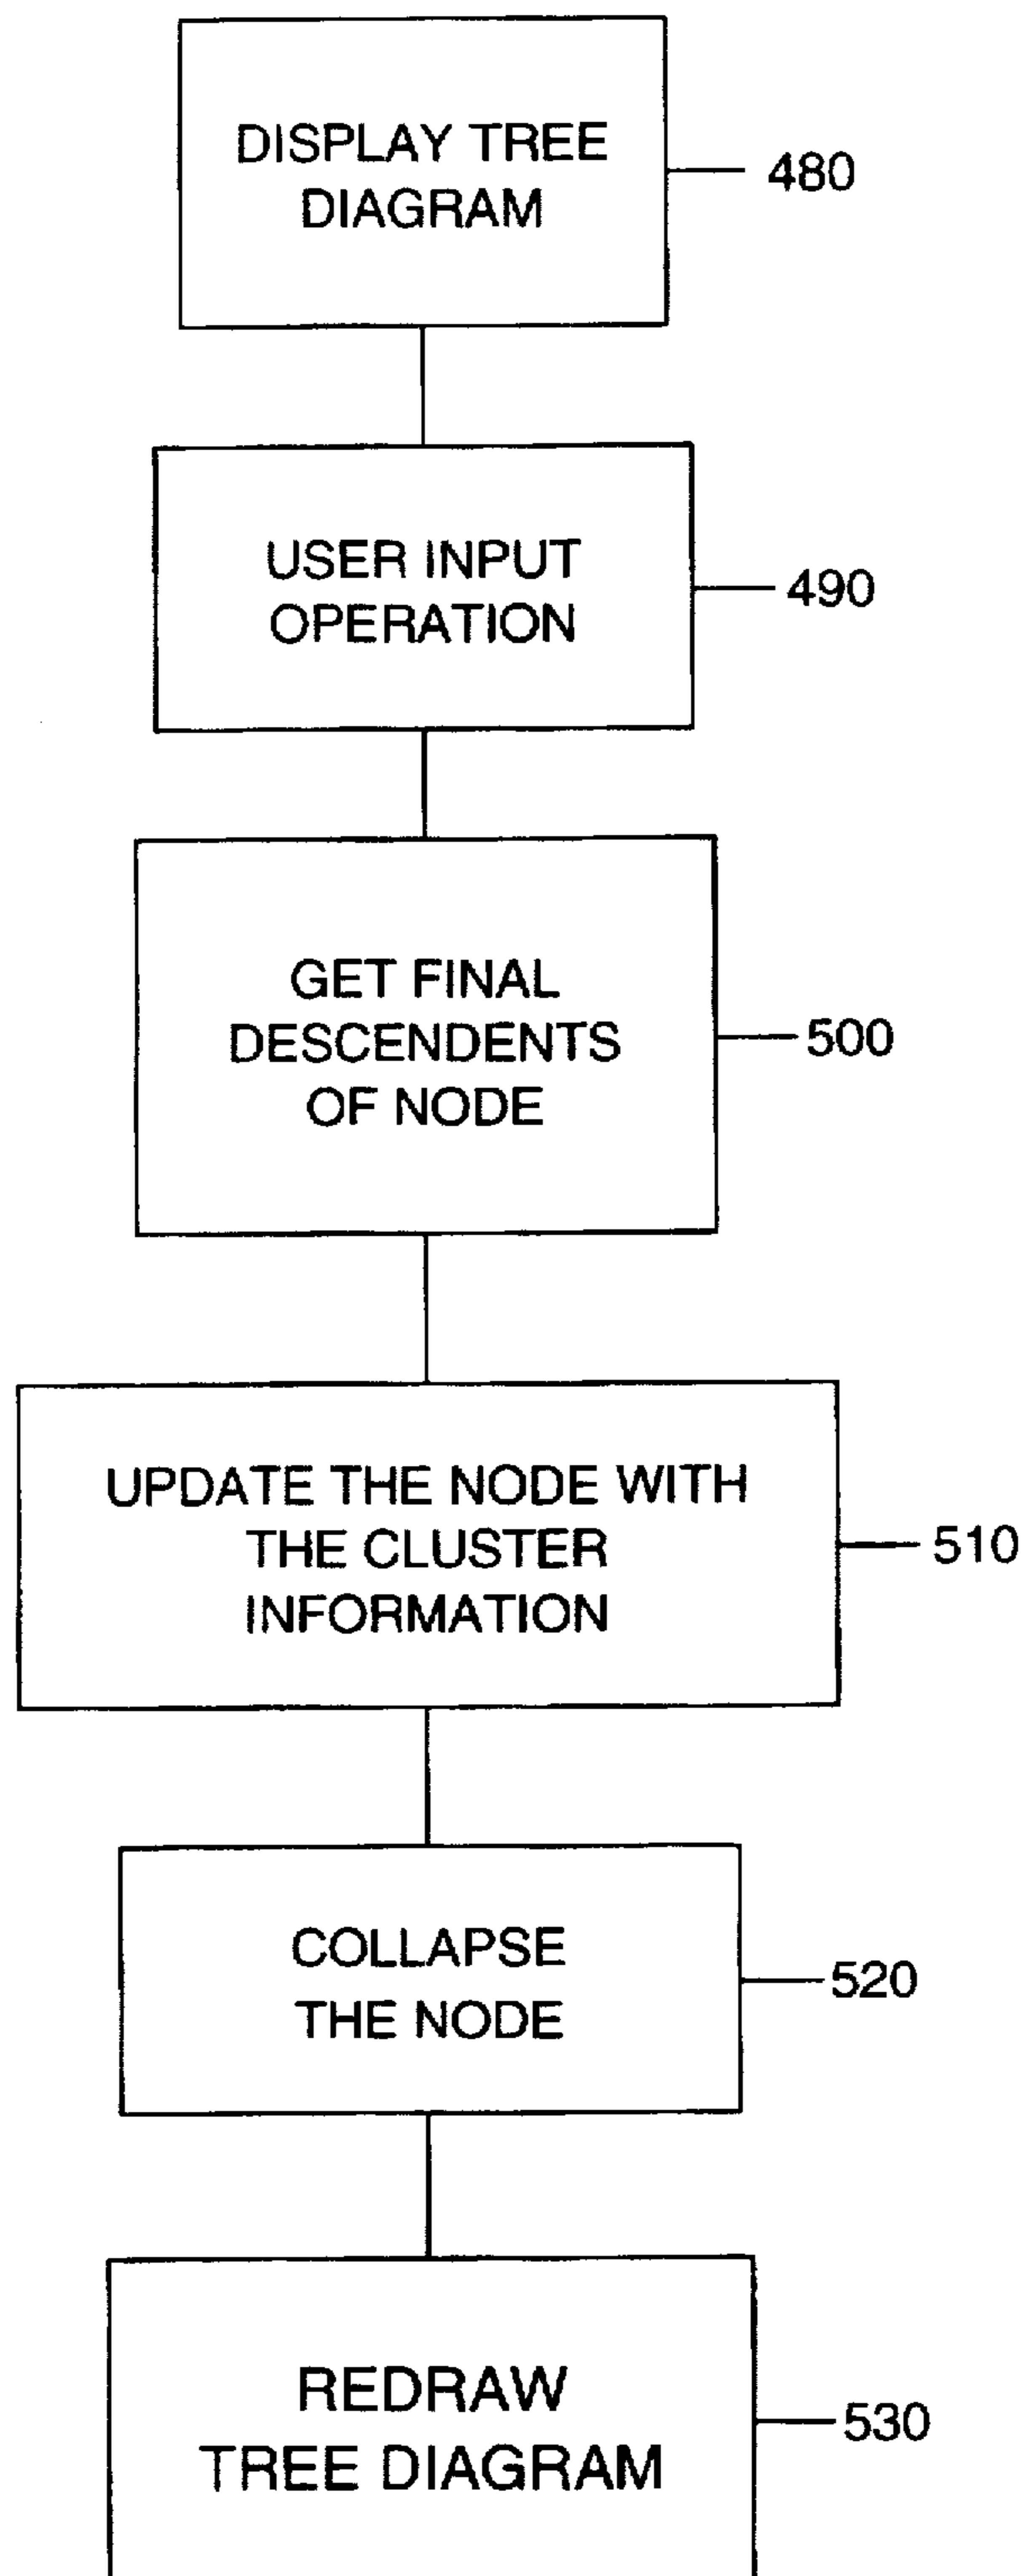 DISPLAY TREE
DIAGRAM
480
USER INPUT
OPERATION
490
GET FINAL
DESCENDENTS
OF NODE
500
UPDATE THE NODE WITH
THE CLUSTER
INFORMATION
510
COLLAPSE
THE NODE
520
REDRAW
TREE DIAGRAM
530